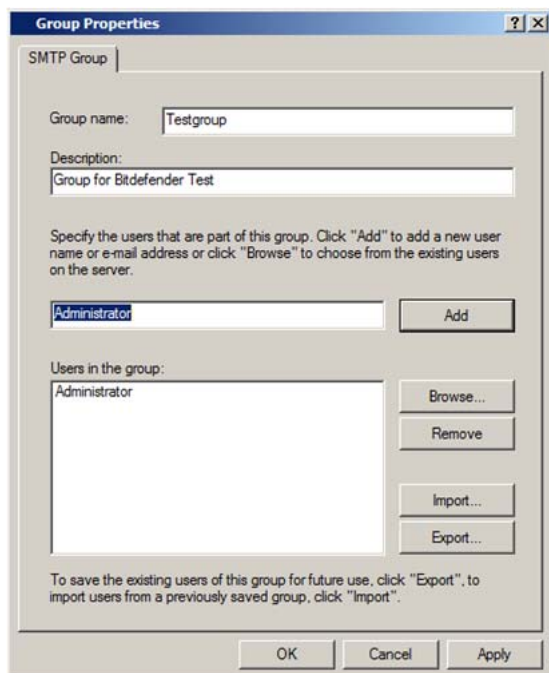 Group Properties
SMTP Group
Group name: Testgroup
Description:
Group for Bitdefender Test
Specify the users that are part of this group. Click "Add" to add a new user
name or e-mail address or click "Browse" to choose from the existing users
on the server.
Administrator Add
Users in the group:
Administrator
Browse...
Remove
Import...
Export...
To save the existing users of this group for future use, click "Export", to
import users from a previously saved group, click "Import".
OK Cancel Apply